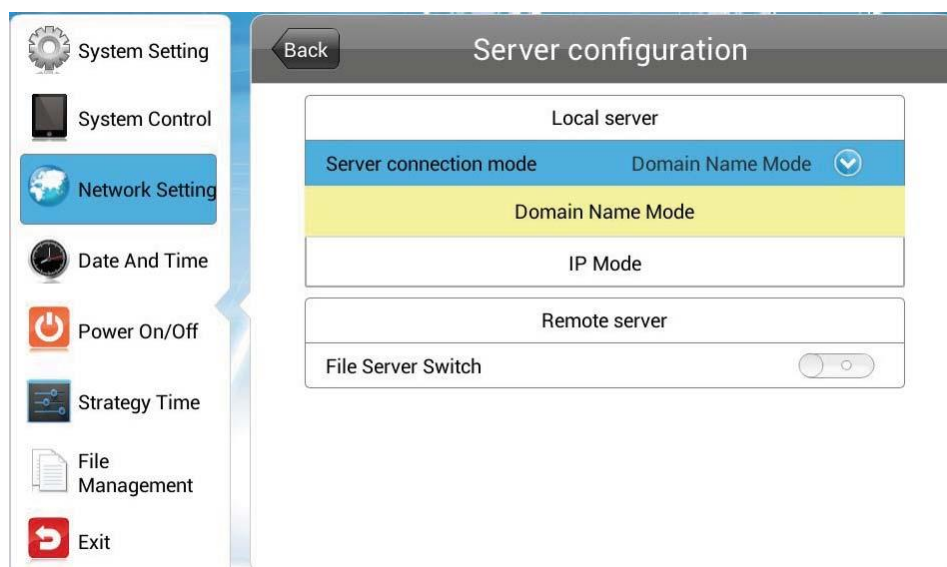 System Setting
System Control
Network Setting
Date And Time
Power On/Off
Strategy Time
File
Management
Exit
Back
Server configuration
Local server
Server connection mode Domain Name Mode
Domain Name Mode
IP Mode
Remote server
File Server Switch